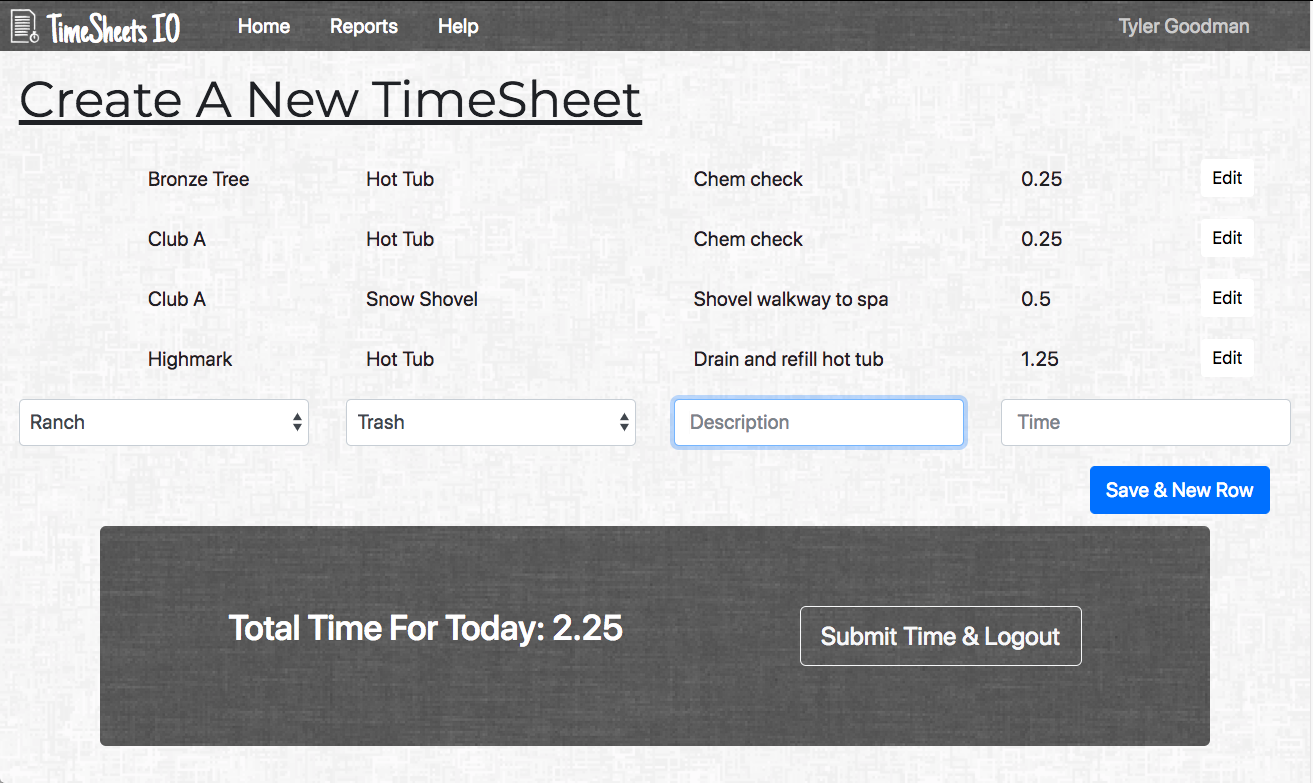 TimeSheets IO Home Reports Help Tyler Goodman
Create A New TimeSheet
Bronze Tree Hot Tub Chem check 0.25 Edit
Club A Hot Tub Chem check 0.25 Edit
Club A Snow Shovel Shovel walkway to spa 0.5 Edit
Highmark Hot Tub Drain and refill hot tub 1.25 Edit
Ranch Trash Description Time
Save & New Row
Total Time For Today: 2.25 Submit Time & Logout